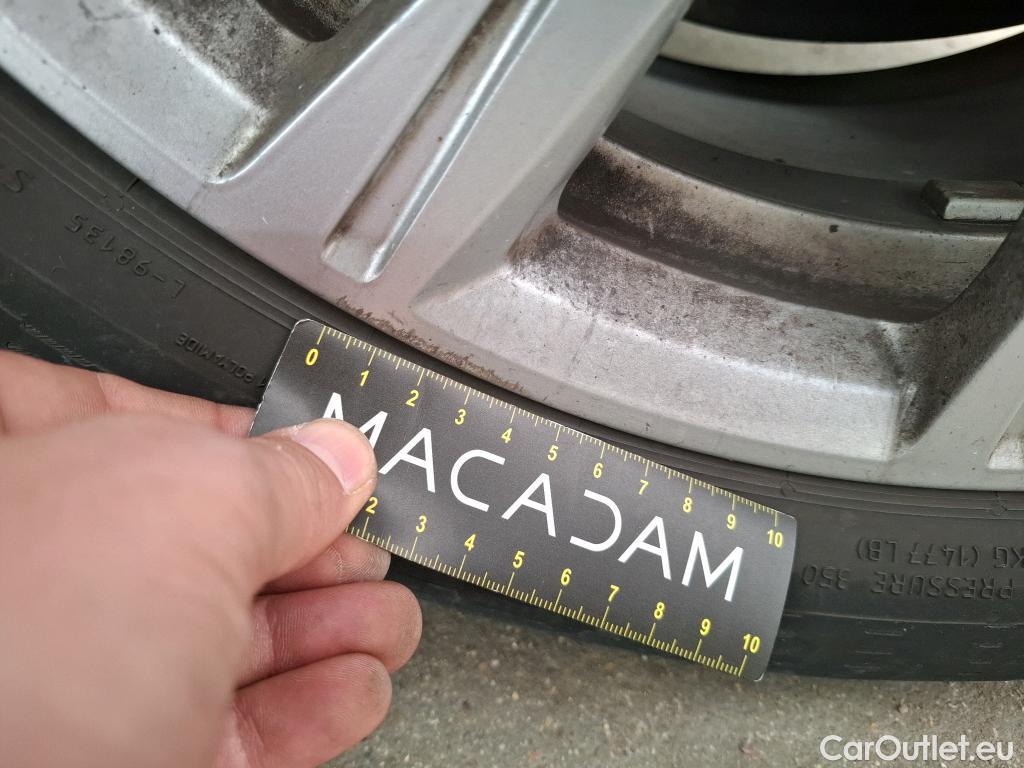 L-98135
POLYAMIDE
0 1 2 3 4 5 6 7 8 9 10
MACADAM
2 3 4 5 6 7 8 9 10
KG (1477 LB)
PRESSURE 350
CarOutlet.eu